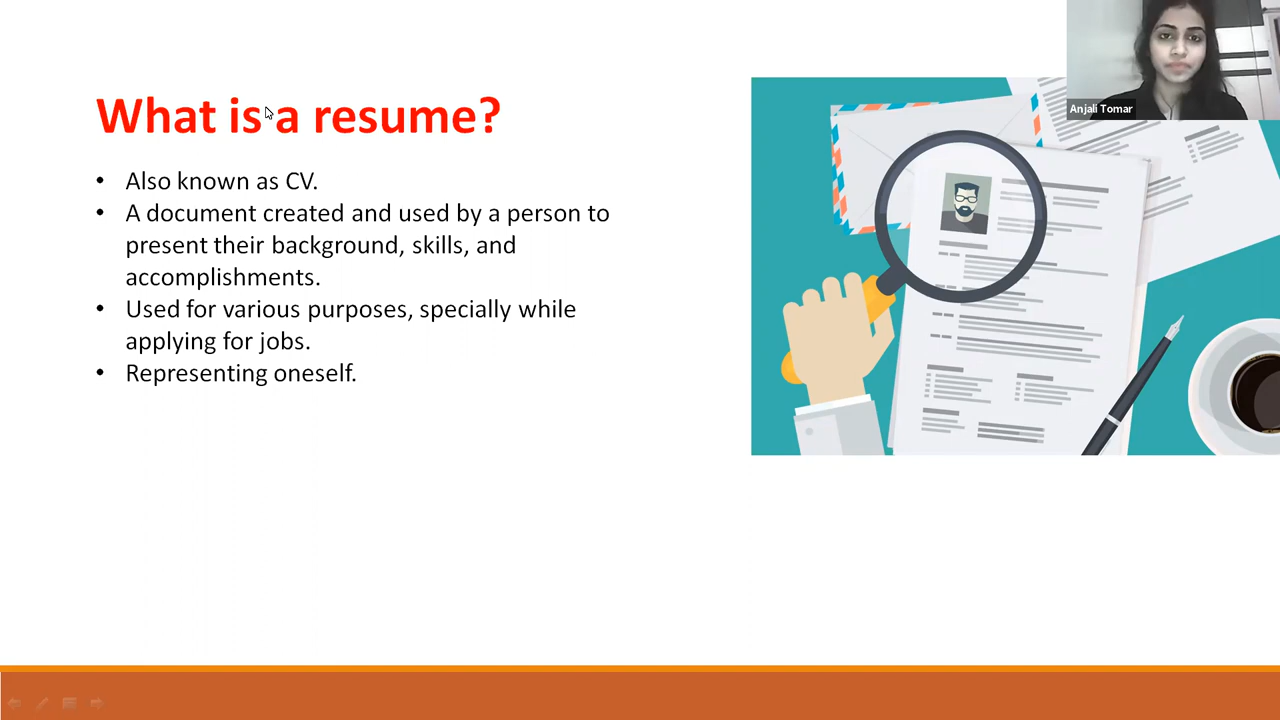 Anjali Tomar
What is a resume?
• Also known as CV.
• A document created and used by a person to
present their background, skills, and
accomplishments.
• Used for various purposes, specially while
applying for jobs.
• Representing oneself.